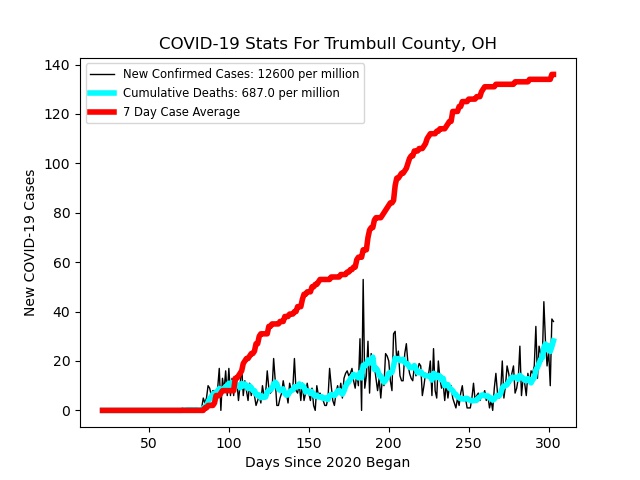 COVID-19 Stats For Trumbull County, OH
New Confirmed Cases: 12600 per million
Cumulative Deaths: 687.0 per million
7 Day Case Average
140
120
100
80
60
40
20
0
New COVID-19 Cases
50 100 150 200 250 300
Days Since 2020 Began